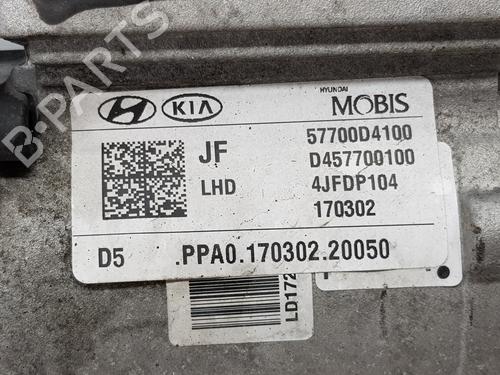 HYUNDAI
KIA MOBIS
JF 57700D4100
D457700100
LHD 4JFDP104
170302
D5 .PPA0.170302.20050
LD172
B-PARTS